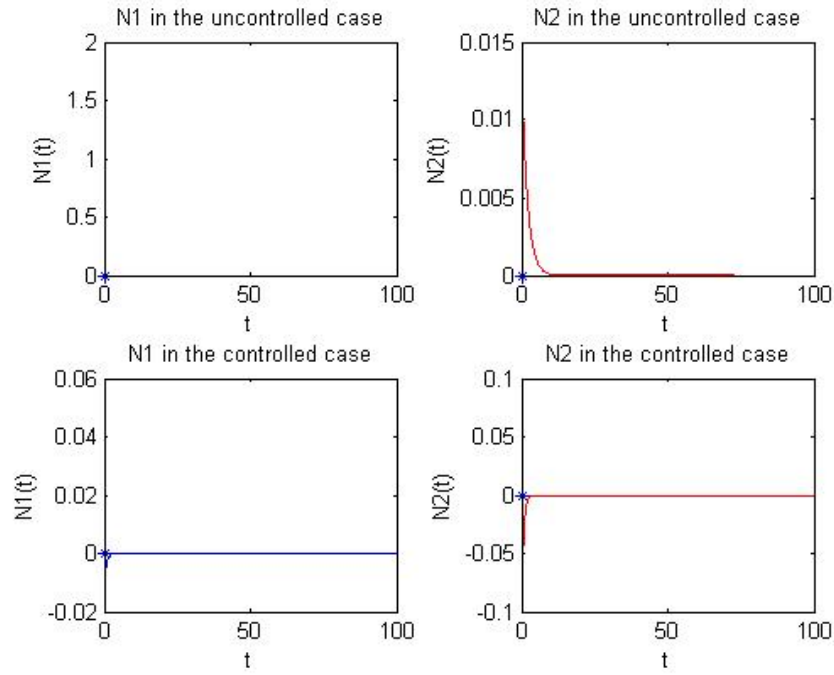 N1 in the uncontrolled case
2
1.5
1
0.5
0
N1(t)
0 50 100
t
N2 in the uncontrolled case
0.015
0.01
0.005
0
N2(t)
0 50 100
t
N1 in the controlled case
0.06
0.04
0.02
0
-0.02
N1(t)
0 50 100
t
N2 in the controlled case
0.1
0.05
0
-0.05
-0.1
N2(t)
0 50 100
t